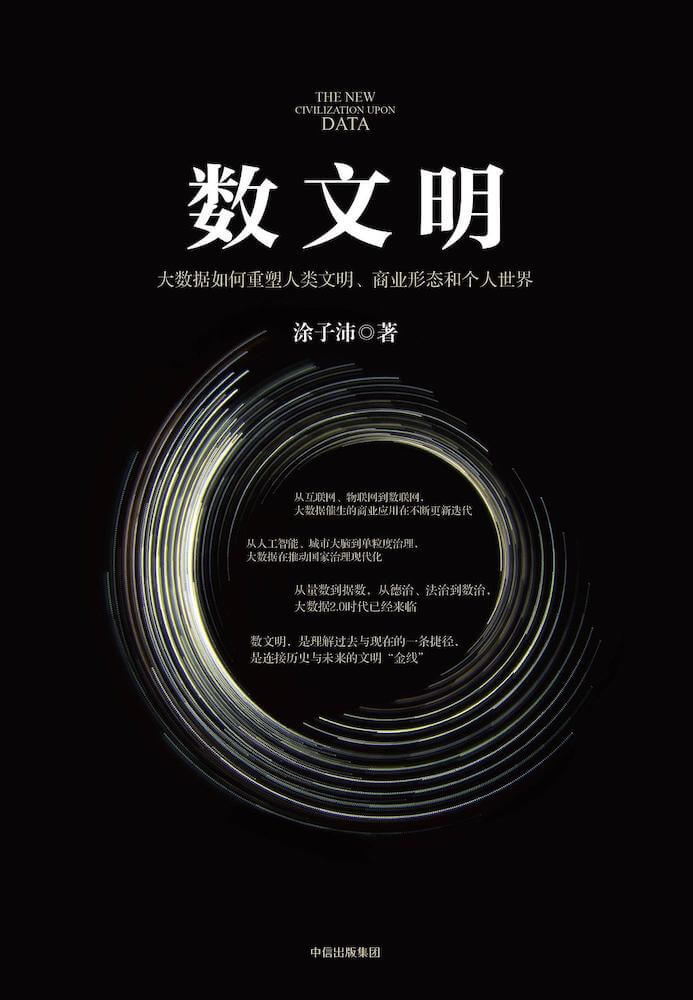 THE NEW
CIVILIZATION UPON
DATA
数文明
大数据如何重塑人类文明、商业形态和个人世界
涂子沛◎著
从互联网、物联网到数联网，
大数据催生的商业应用在不断更新迭代
从人工智能、城市大脑到单粒度治理，
大数据在推动国家治理现代化
从量数到据数，从德治、法治到数治，
大数据2.0时代已经来临
数文明，是理解过去与现在的一条捷径，
是连接历史与未来的文明“金线”
中信出版集团